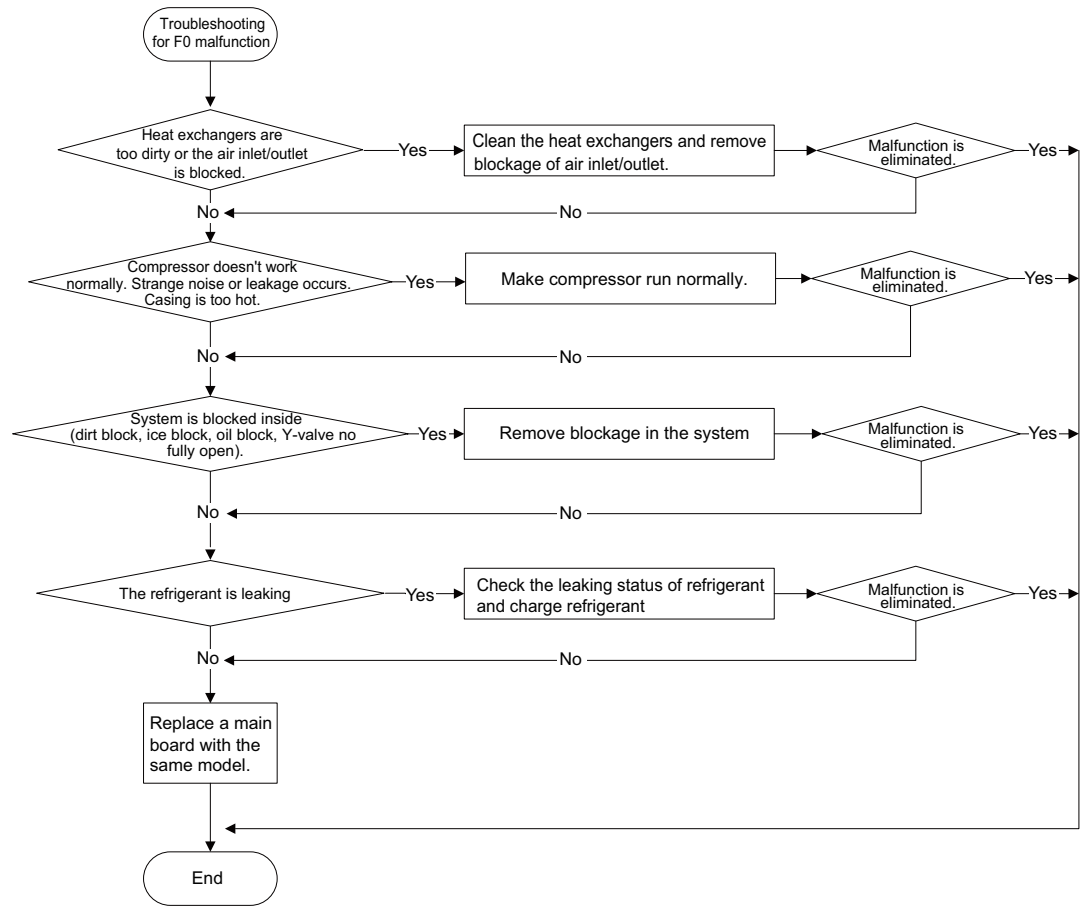 Troubleshooting
for F0 malfunction
Heat exchangers are
too dirty or the air inlet/outlet
is blocked.
Yes
Clean the heat exchangers and remove
blockage of air inlet/outlet.
Malfunction is
eliminated.
Yes
No
No
Compressor doesn't work
normally. Strange noise or leakage occurs.
Casing is too hot.
Yes
Make compressor run normally.
Malfunction is
eliminated.
Yes
No
No
System is blocked inside
(dirt block, ice block, oil block, Y-valve no
fully open).
Yes
Remove blockage in the system
Malfunction is
eliminated.
Yes
No
No
The refrigerant is leaking
Yes
Check the leaking status of refrigerant
and charge refrigerant
Malfunction is
eliminated.
Yes
No
No
Replace a main
board with the
same model.
End